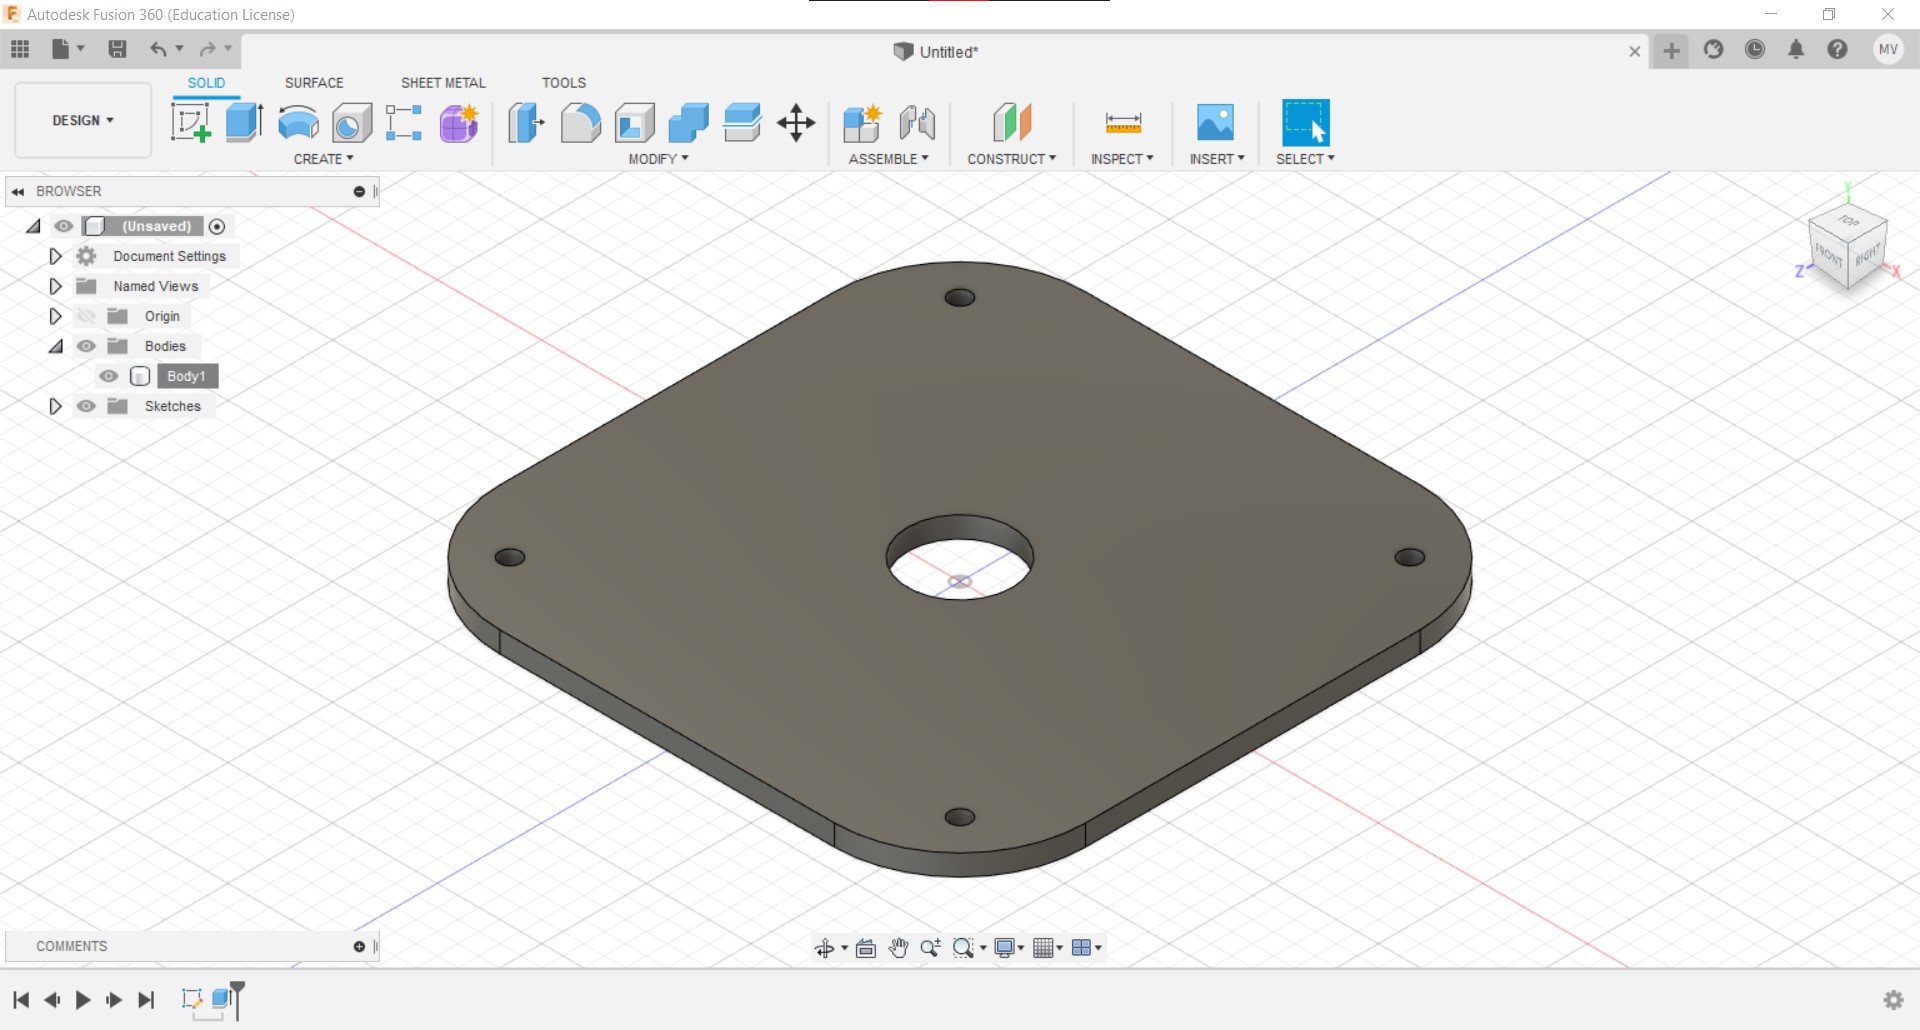 Autodesk Fusion 360 (Education License)
Untitled*
MV
DESIGN
SOLID SURFACE SHEET METAL TOOLS
CREATE MODIFY ASSEMBLE CONSTRUCT INSPECT INSERT SELECT
BROWSER
(Unsaved)
Document Settings
Named Views
Origin
Bodies
Body1
Sketches
Y
TOP
FRONT RIGHT
Z X
COMMENTS